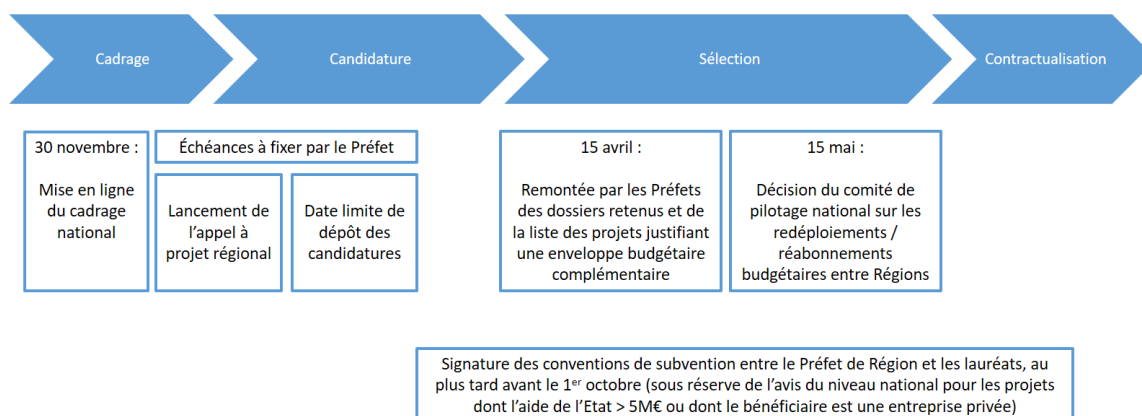 Cadrage
Candidature
Sélection
Contractualisation
30 novembre :
Mise en ligne
du cadrage
national
Échéances à fixer par le Préfet
Lancement de
l'appel à
projet régional
Date limite de
dépôt des
candidatures
15 avril :
Remontée par les Préfets
des dossiers retenus et de
la liste des projets justifiant
une enveloppe budgétaire
complémentaire
15 mai :
Décision du comité de
pilotage national sur les
redéploiements /
réabonnements
budgétaires entre Régions
Signature des conventions de subvention entre le Préfet de Région et les lauréats, au
plus tard avant le 1er octobre (sous réserve de l'avis du niveau national pour les projets
dont l'aide de l'Etat > 5M€ ou dont le bénéficiaire est une entreprise privée)